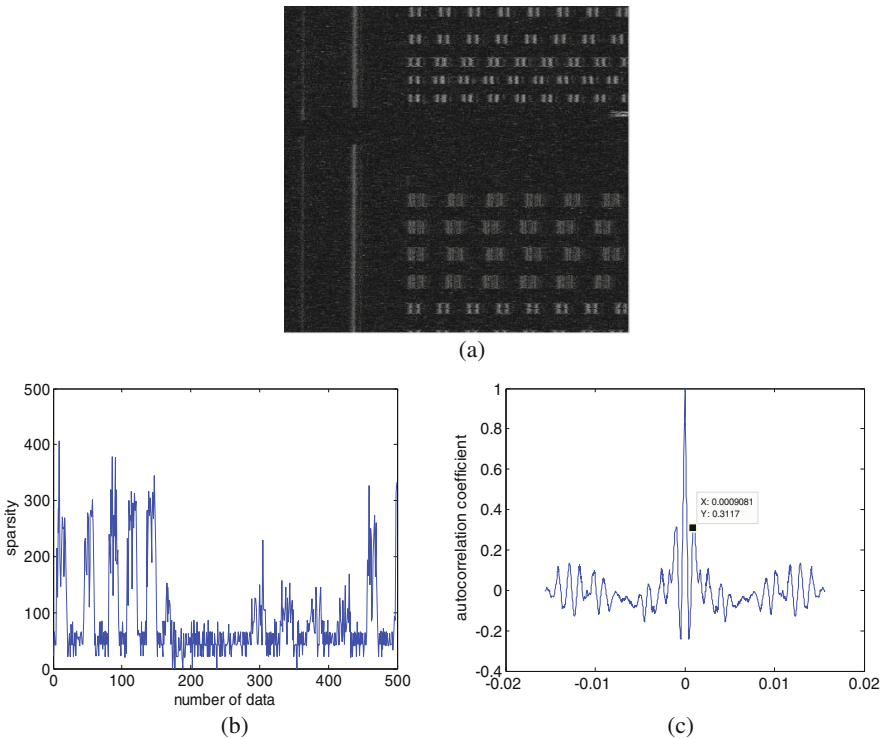 (a)
500
400
300
200
100
0
sparsity
0 100 200 300 400 500
number of data
(b)
1
0.8
0.6
0.4
0.2
0
-0.2
-0.4
autocorrelation coefficient
X: 0.0009081
Y: 0.3117
-0.02 -0.01 0 0.01 0.02
(c)